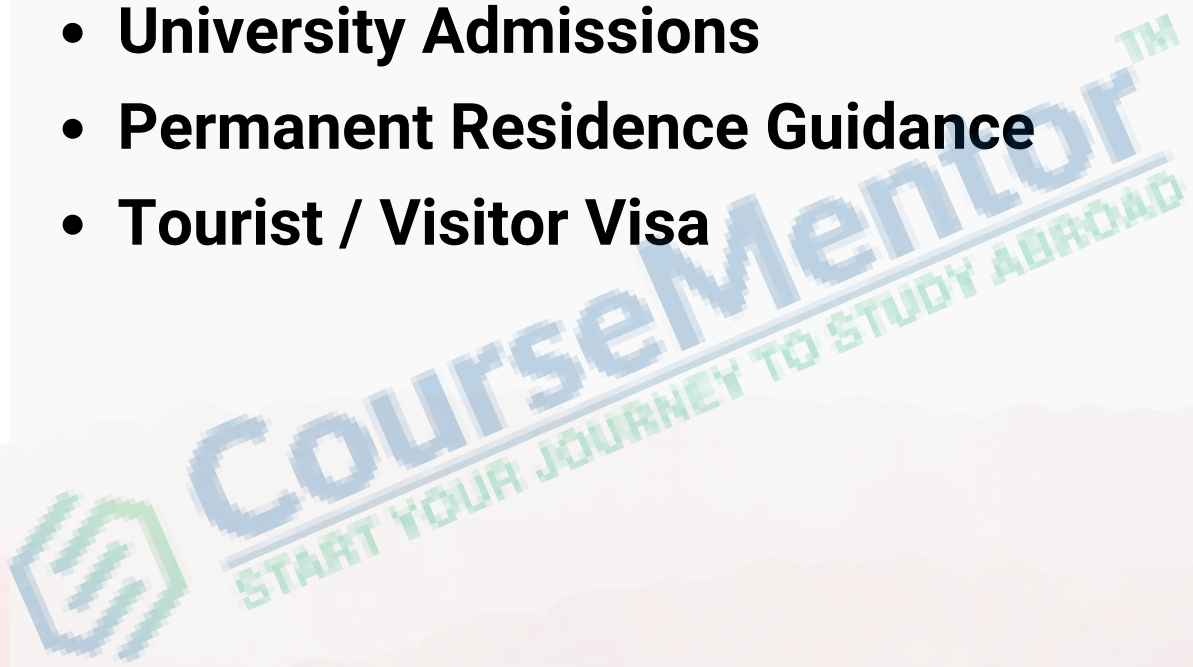 • University Admissions
• Permanent Residence Guidance
• Tourist / Visitor Visa
CourseMentor™
START YOUR JOURNEY TO STUDY ABROAD